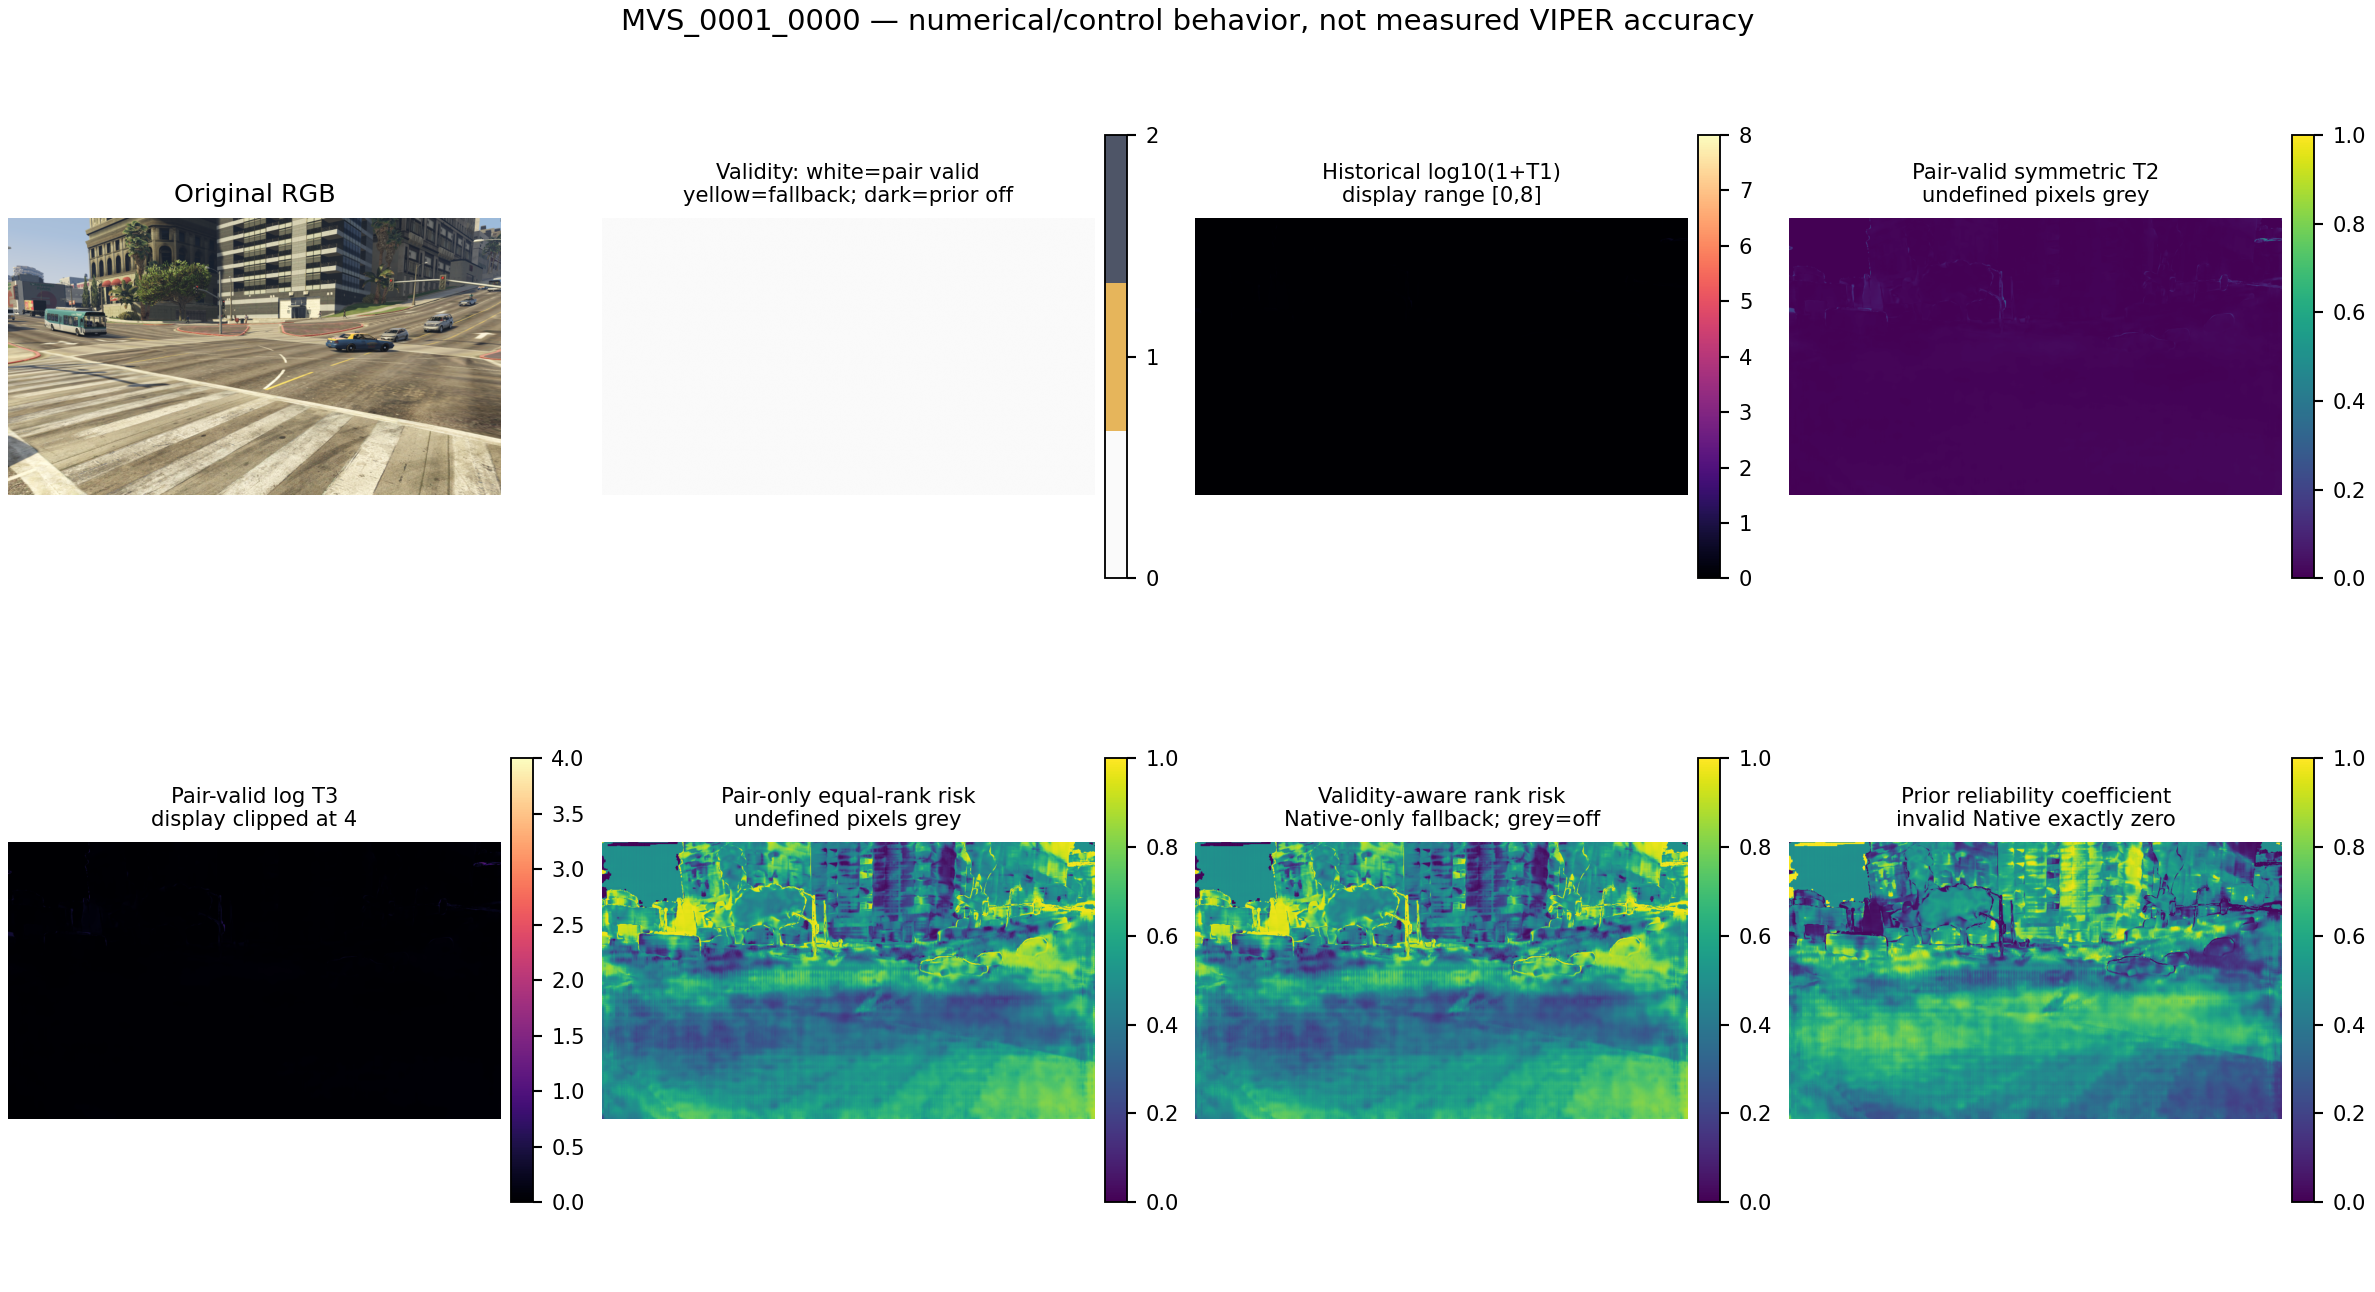 MVS_0001_0000 — numerical/control behavior, not measured VIPER accuracy
Original RGB
Validity: white=pair valid
yellow=fallback; dark=prior off
2
1
0
Historical log10(1+T1)
display range [0,8]
8
7
6
5
4
3
2
1
0
Pair-valid symmetric T2
undefined pixels grey
1.0
0.8
0.6
0.4
0.2
0.0
Pair-valid log T3
display clipped at 4
4.0
3.5
3.0
2.5
2.0
1.5
1.0
0.5
0.0
Pair-only equal-rank risk
undefined pixels grey
1.0
0.8
0.6
0.4
0.2
0.0
Validity-aware rank risk
Native-only fallback; grey=off
1.0
0.8
0.6
0.4
0.2
0.0
Prior reliability coefficient
invalid Native exactly zero
1.0
0.8
0.6
0.4
0.2
0.0